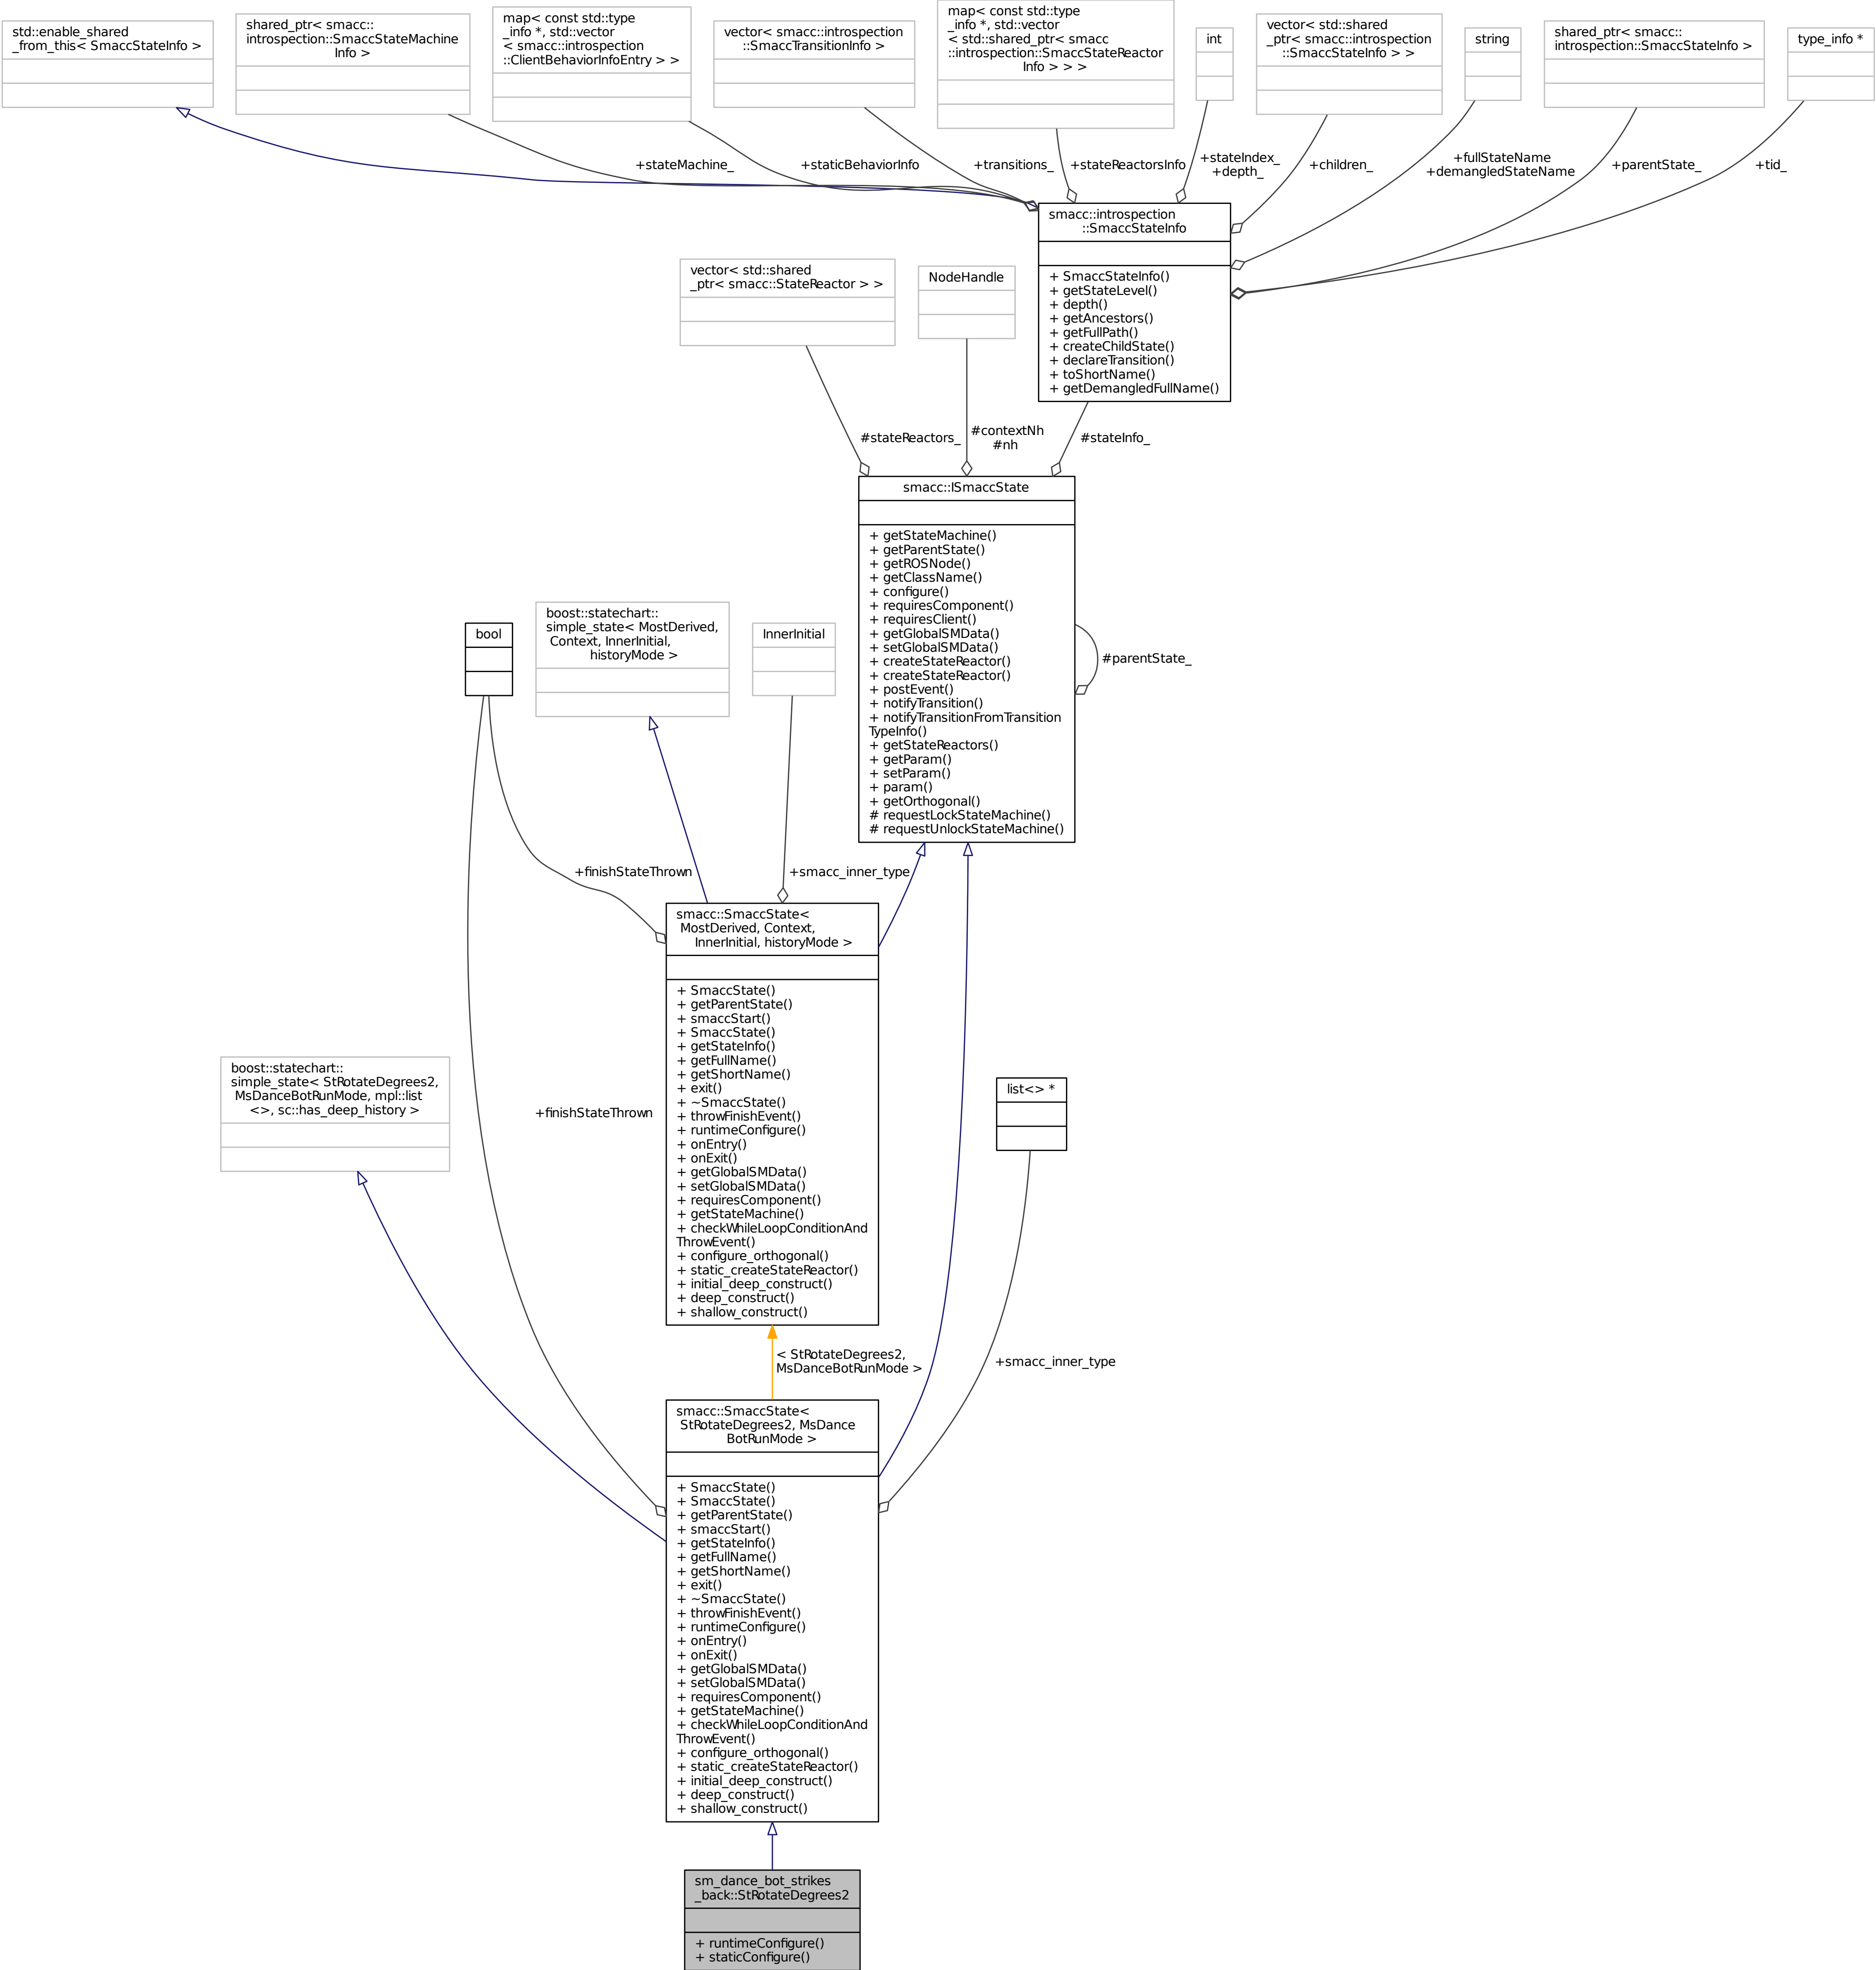 std::enable_shared
_from_this< SmaccStateInfo >
shared_ptr< smacc::
introspection::SmaccStateMachine
Info >
map< const std::type
_info *, std::vector
< smacc::introspection
::ClientBehaviorInfoEntry > >
vector< smacc::introspection
::SmaccTransitionInfo >
map< const std::type
_info *, std::vector
< std::shared_ptr< smacc
::introspection::SmaccStateReactor
Info > > >
int
vector< std::shared
_ptr< smacc::introspection
::SmaccStateInfo > >
string
shared_ptr< smacc::
introspection::SmaccStateInfo >
type_info *
+stateMachine_
+staticBehaviorInfo
+transitions_
+stateReactorsInfo
+stateIndex_
+depth_
+children_
+fullStateName
+demangledStateName
+parentState_
+tid_
smacc::introspection
::SmaccStateInfo
+ SmaccStateInfo()
+ getStateLevel()
+ depth()
+ getAncestors()
+ getFullPath()
+ createChildState()
+ declareTransition()
+ toShortName()
+ getDemangledFullName()
vector< std::shared
_ptr< smacc::StateReactor > >
NodeHandle
#stateReactors_
#contextNh
#nh
#stateInfo_
smacc::ISmaccState
+ getStateMachine()
+ getParentState()
+ getROSNode()
+ getClassName()
+ configure()
+ requiresComponent()
+ requiresClient()
+ getGlobalSMData()
+ setGlobalSMData()
+ createStateReactor()
+ createStateReactor()
+ postEvent()
+ notifyTransition()
+ notifyTransitionFromTransition
TypeInfo()
+ getStateReactors()
+ getParam()
+ setParam()
+ param()
+ getOrthogonal()
# requestLockStateMachine()
# requestUnlockStateMachine()
#parentState_
bool
boost::statechart::
simple_state< MostDerived,
Context, InnerInitial,
historyMode >
InnerInitial
+finishStateThrown
+smacc_inner_type
smacc::SmaccState<
MostDerived, Context,
InnerInitial, historyMode >
+ SmaccState()
+ getParentState()
+ smaccStart()
+ SmaccState()
+ getStateInfo()
+ getFullName()
+ getShortName()
+ exit()
+ ~SmaccState()
+ throwFinishEvent()
+ runtimeConfigure()
+ onEntry()
+ onExit()
+ getGlobalSMData()
+ setGlobalSMData()
+ requiresComponent()
+ getStateMachine()
+ checkWhileLoopConditionAnd
ThrowEvent()
+ configure_orthogonal()
+ static_createStateReactor()
+ initial_deep_construct()
+ deep_construct()
+ shallow_construct()
boost::statechart::
simple_state< StRotateDegrees2,
MsDanceBotRunMode, mpl::list
<>, sc::has_deep_history >
+finishStateThrown
list<> *
< StRotateDegrees2,
MsDanceBotRunMode >
+smacc_inner_type
smacc::SmaccState<
StRotateDegrees2, MsDance
BotRunMode >
+ SmaccState()
+ SmaccState()
+ getParentState()
+ smaccStart()
+ getStateInfo()
+ getFullName()
+ getShortName()
+ exit()
+ ~SmaccState()
+ throwFinishEvent()
+ runtimeConfigure()
+ onEntry()
+ onExit()
+ getGlobalSMData()
+ setGlobalSMData()
+ requiresComponent()
+ getStateMachine()
+ checkWhileLoopConditionAnd
ThrowEvent()
+ configure_orthogonal()
+ static_createStateReactor()
+ initial_deep_construct()
+ deep_construct()
+ shallow_construct()
sm_dance_bot_strikes
_back::StRotateDegrees2
+ runtimeConfigure()
+ staticConfigure()